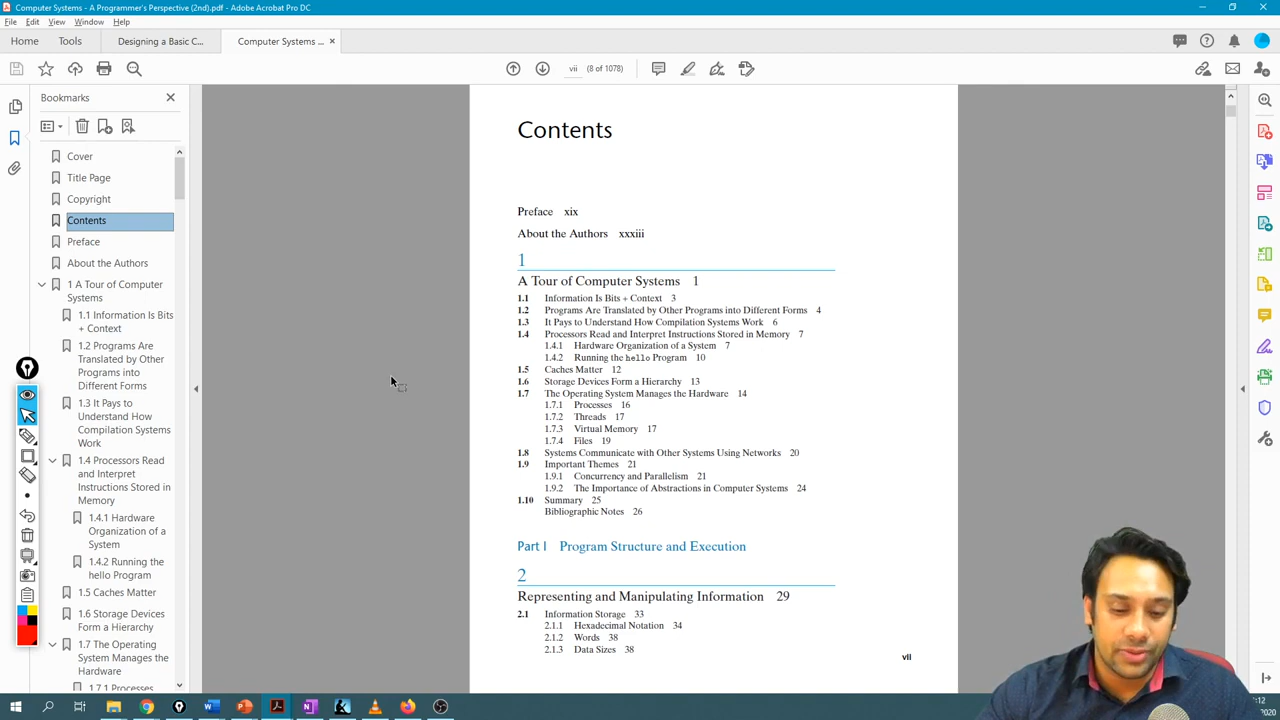 Computer Systems - A Programmer's Perspective (2nd).pdf - Adobe Acrobat Pro DC
File Edit View Window Help
Home Tools Designing a Basic C... Computer Systems ... ×
vii (8 of 1078)
Bookmarks
Cover
Title Page
Copyright
Contents
Preface
About the Authors
1 A Tour of Computer
Systems
1.1 Information Is Bits
+ Context
1.2 Programs Are
Translated by Other
Programs into
Different Forms
1.3 It Pays to
Understand How
Compilation Systems
Work
1.4 Processors Read
and Interpret
Instructions Stored in
Memory
1.4.1 Hardware
Organization of a
System
1.4.2 Running the
hello Program
1.5 Caches Matter
1.6 Storage Devices
Form a Hierarchy
1.7 The Operating
System Manages the
Hardware
1.7.1 Processes
Contents
Preface xix
About the Authors xxxiii
1
A Tour of Computer Systems 1
1.1 Information Is Bits + Context 3
1.2 Programs Are Translated by Other Programs into Different Forms 4
1.3 It Pays to Understand How Compilation Systems Work 6
1.4 Processors Read and Interpret Instructions Stored in Memory 7
1.4.1 Hardware Organization of a System 7
1.4.2 Running the hello Program 10
1.5 Caches Matter 12
1.6 Storage Devices Form a Hierarchy 13
1.7 The Operating System Manages the Hardware 14
1.7.1 Processes 16
1.7.2 Threads 17
1.7.3 Virtual Memory 17
1.7.4 Files 19
1.8 Systems Communicate with Other Systems Using Networks 20
1.9 Important Themes 21
1.9.1 Concurrency and Parallelism 21
1.9.2 The Importance of Abstractions in Computer Systems 24
1.10 Summary 25
Bibliographic Notes 26
Part I Program Structure and Execution
2
Representing and Manipulating Information 29
2.1 Information Storage 33
2.1.1 Hexadecimal Notation 34
2.1.2 Words 38
2.1.3 Data Sizes 38
vii
:12
2020